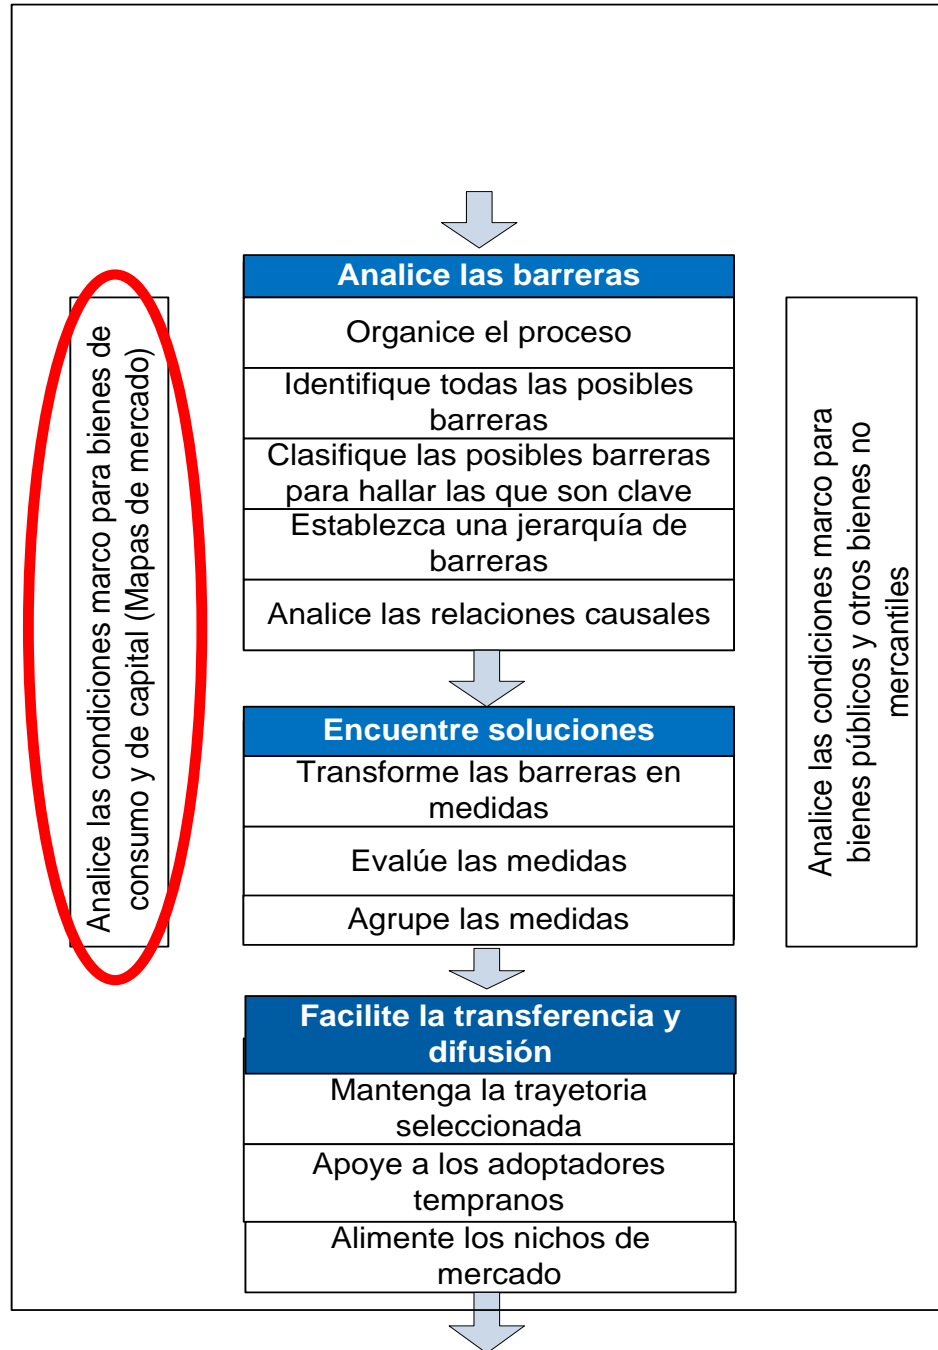 Analice las condiciones marco para bienes de
consumo y de capital (Mapas de mercado)
Analice las barreras
Organice el proceso
Identifique todas las posibles
barreras
Clasifique las posibles barreras
para hallar las que son clave
Establezca una jerarquía de
barreras
Analice las relaciones causales
Encuentre soluciones
Transforme las barreras en
medidas
Evalúe las medidas
Agrupe las medidas
Facilite la transferencia y
difusión
Mantenga la trayetoria
seleccionada
Apoye a los adoptadores
tempranos
Alimente los nichos de
mercado
Analice las condiciones marco para
bienes públicos y otros bienes no
mercantiles